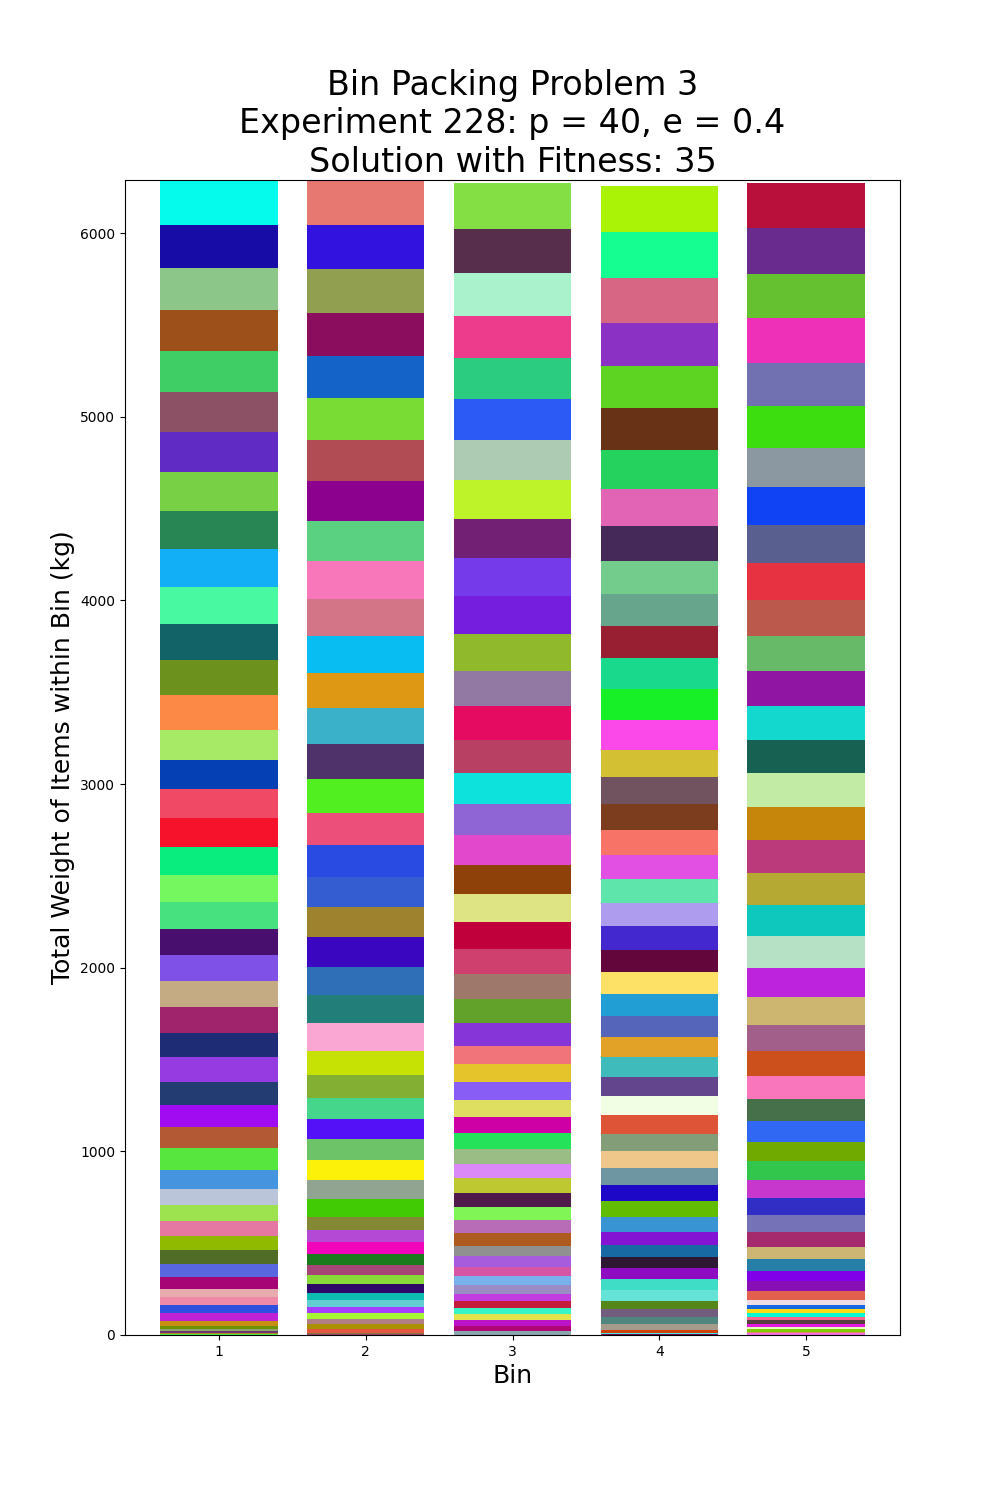 Bin Packing Problem 3
Experiment 228: p = 40, e = 0.4
Solution with Fitness: 35
Total Weight of Items within Bin (kg)
6000
5000
4000
3000
2000
1000
0
1 2 3 4 5
Bin